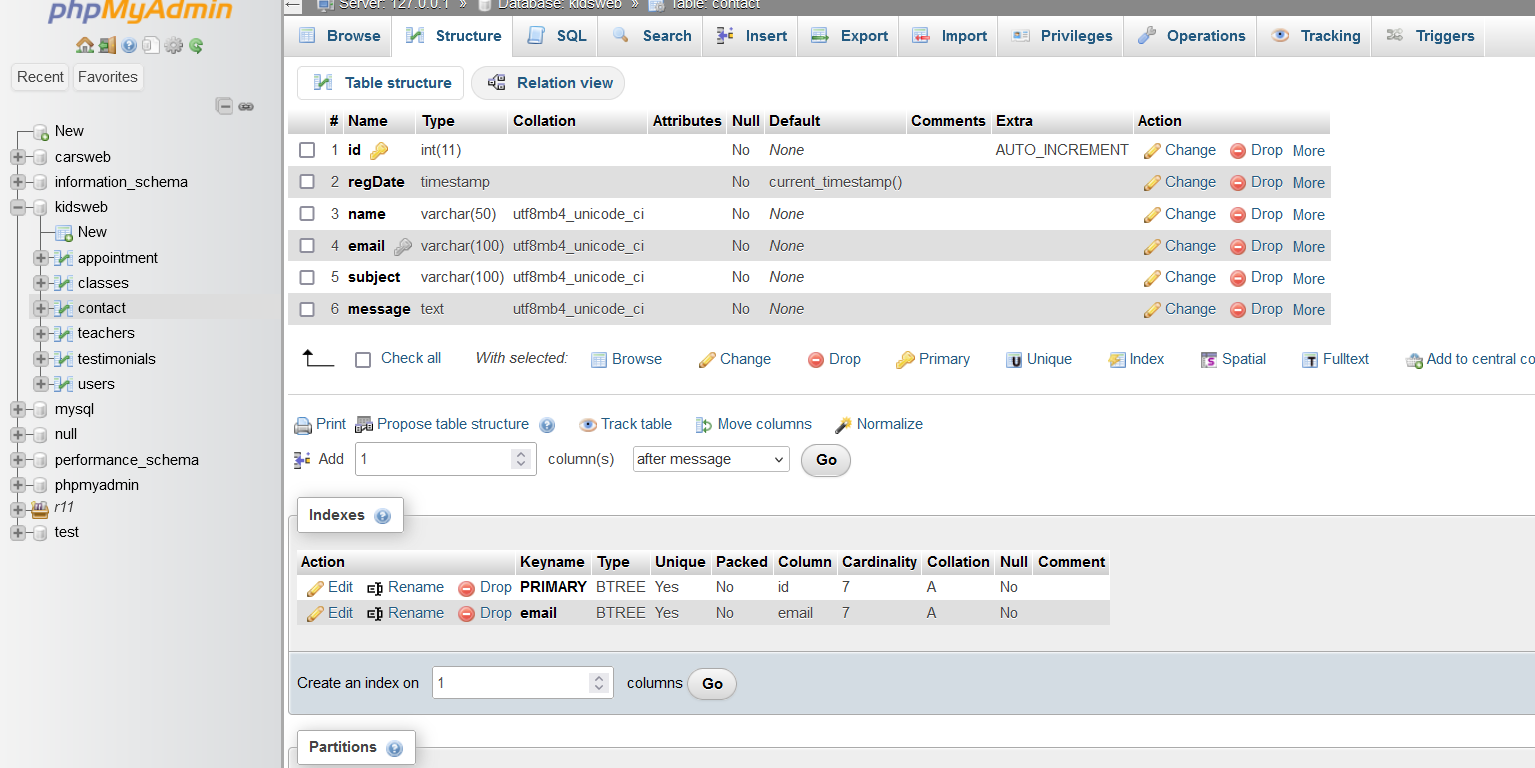 phpMyAdmin
Recent Favorites
New
carsweb
information_schema
kidsweb
New
appointment
classes
contact
teachers
testimonials
users
mysql
null
performance_schema
phpmyadmin
r11
test
Server: 127.0.0.1 » Database: kidsweb » Table: contact
Browse Structure SQL Search Insert Export Import Privileges Operations Tracking Triggers
Table structure Relation view
# Name Type Collation Attributes Null Default Comments Extra Action
1 id int(11) No None AUTO_INCREMENT Change Drop More
2 regDate timestamp No current_timestamp() Change Drop More
3 name varchar(50) utf8mb4_unicode_ci No None Change Drop More
4 email varchar(100) utf8mb4_unicode_ci No None Change Drop More
5 subject varchar(100) utf8mb4_unicode_ci No None Change Drop More
6 message text utf8mb4_unicode_ci No None Change Drop More
Check all With selected: Browse Change Drop Primary Unique Index Spatial Fulltext Add to central co
Print Propose table structure Track table Move columns Normalize
Add 1 column(s) after message Go
Indexes
Action Keyname Type Unique Packed Column Cardinality Collation Null Comment
Edit Rename Drop PRIMARY BTREE Yes No id 7 A No
Edit Rename Drop email BTREE Yes No email 7 A No
Create an index on 1 columns Go
Partitions